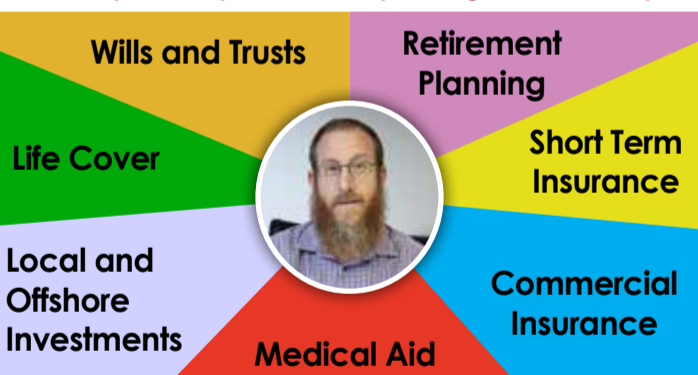 Wills and Trusts
Retirement
Planning
Life Cover
Short Term
Insurance
Local and
Offshore
Investments
Commercial
Insurance
Medical Aid